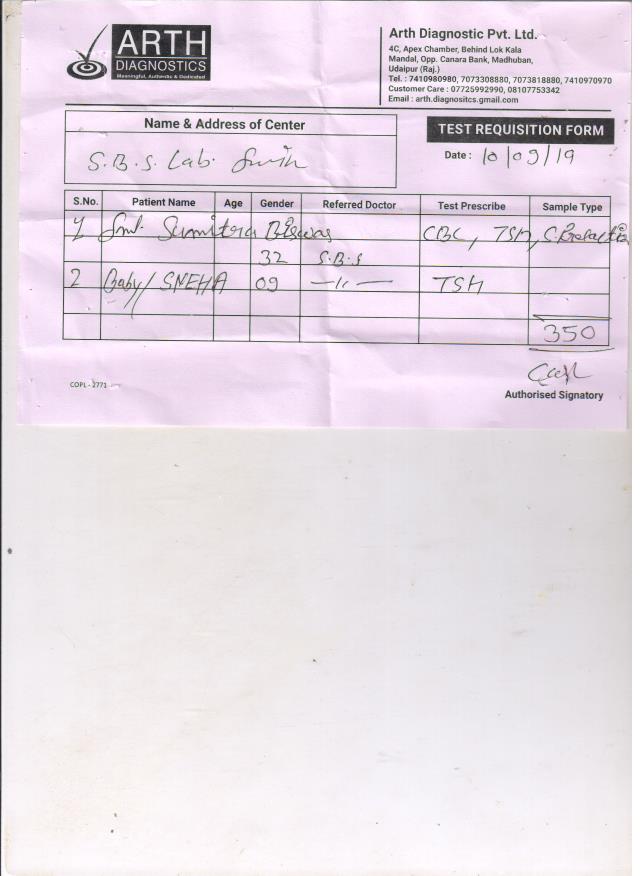 ARTH
DIAGNOSTICS
Meaningful, Authentic & Dedicated
Arth Diagnostic Pvt. Ltd.
4C, Apex Chamber, Behind Lok Kala
Mandal, Opp. Canara Bank, Madhuban,
Udaipur (Raj.)
Tel. : 7410980980, 7073308880, 7073818880, 7410970970
Customer Care : 07725992990, 08107753342
Email : arth.diagnositcs.gmail.com
Name & Address of Center
S.B.S. Lab.
TEST REQUISITION FORM
Date : 10/09/19
S.No. Patient Name Age Gender Referred Doctor Test Prescribe Sample Type
1 Smt. Sumitra Biswas CBC, TSH,
32 S.B.S
2 Baby/ SNEHA 09 —〃— TSH
350
COPL - 2771
Authorised Signatory